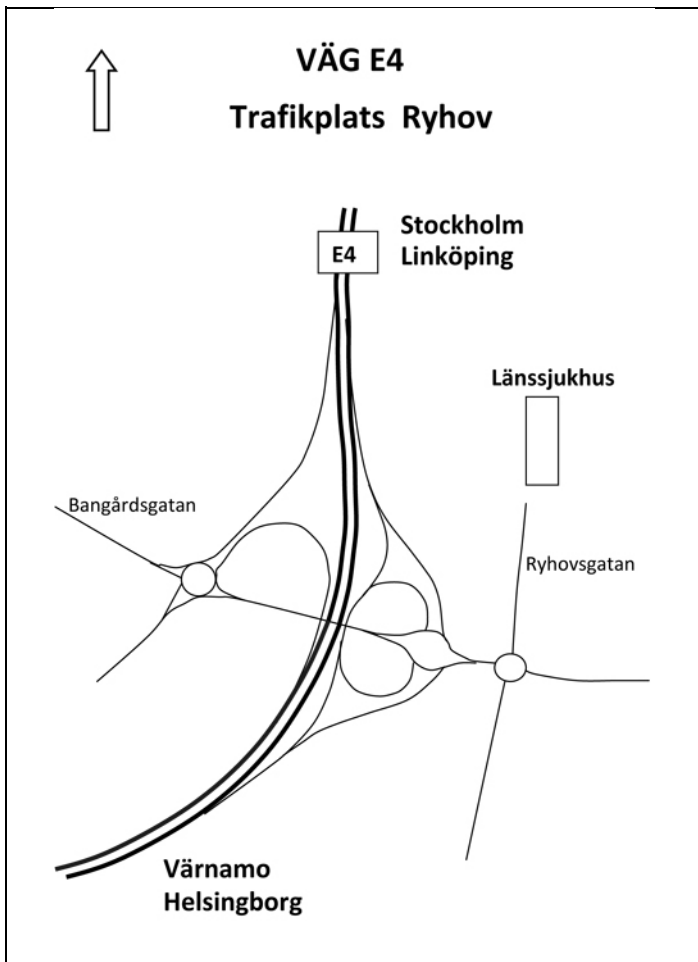 VÄG E4
Trafikplats Ryhov
Stockholm
Linköping
E4
Länssjukhus
Bangårdsgatan
Ryhovsgatan
Värnamo
Helsingborg